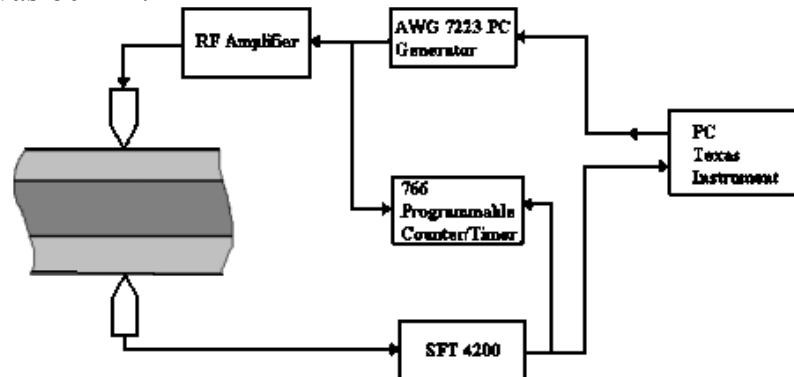 RF Amplifier
AWG 7223 PC
Generator
PC
Texas
Instrument
766
Programmable
Counter/Timer
SFT 4200